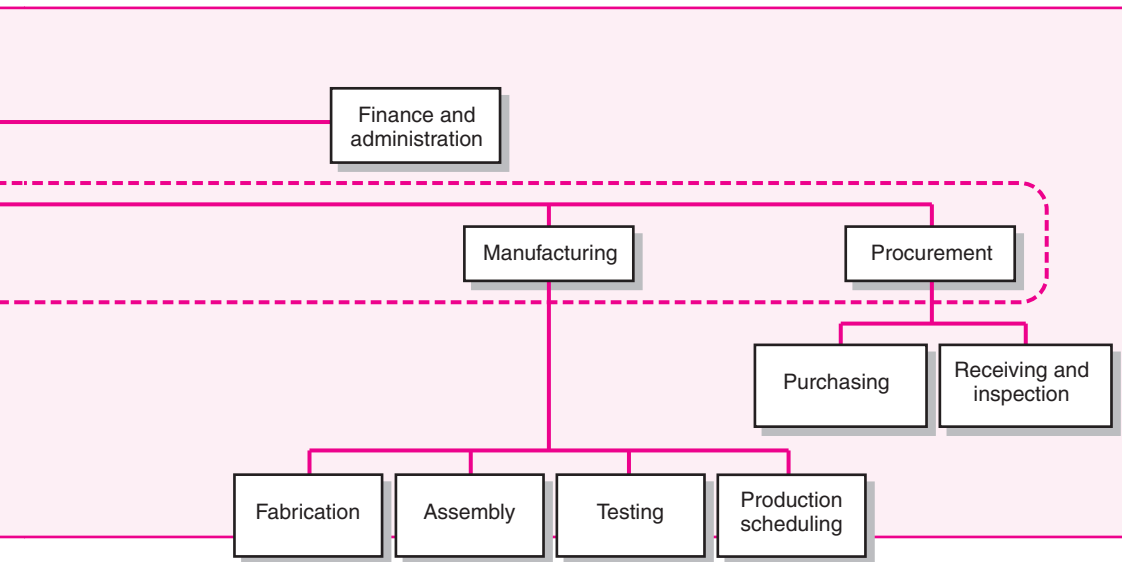 Finance and
administration
Manufacturing
Procurement
Purchasing
Receiving and
inspection
Fabrication
Assembly
Testing
Production
scheduling